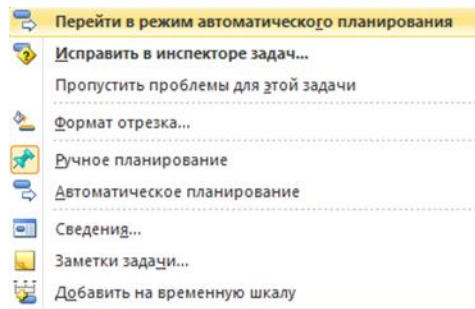 Перейти в режим автоматического планирования
Исправить в инспекторе задач...
Пропустить проблемы для этой задачи
Формат отрезка...
Ручное планирование
Автоматическое планирование
Сведения...
Заметки задачи...
Добавить на временную шкалу